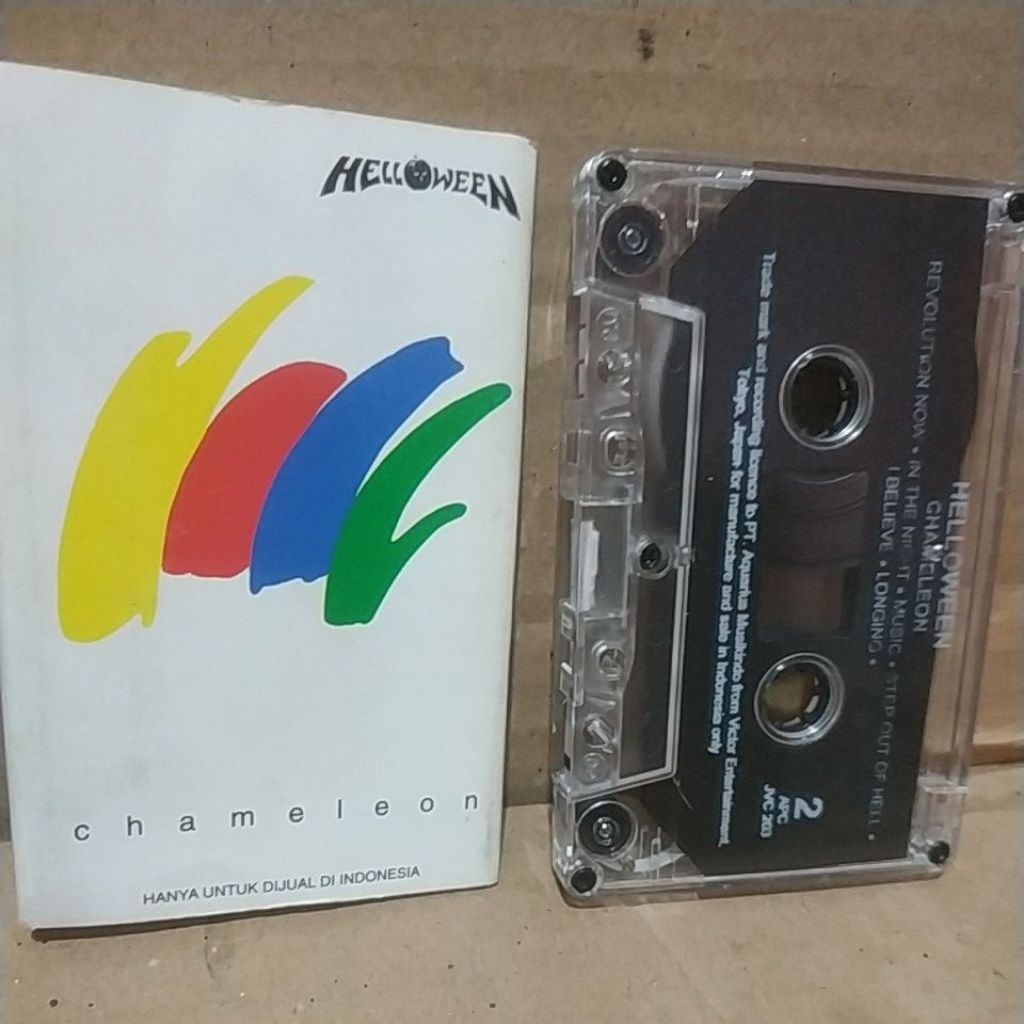 HELLOWEEN
chameleon
HANYA UNTUK DIJUAL DI INDONESIA
HELLOWEEN
CHAMELEON
REVOLUTION NOW • IN THE NIGHT • MUSIC • STEP OUT OF HELL •
I BELIEVE • LONGING •
2
APC
JVC 203
Trade mark and recording licence to PT. Aquarius Musikindo from Victor Entertainment,
Tokyo, Japan for manufacture and sale in Indonesia only